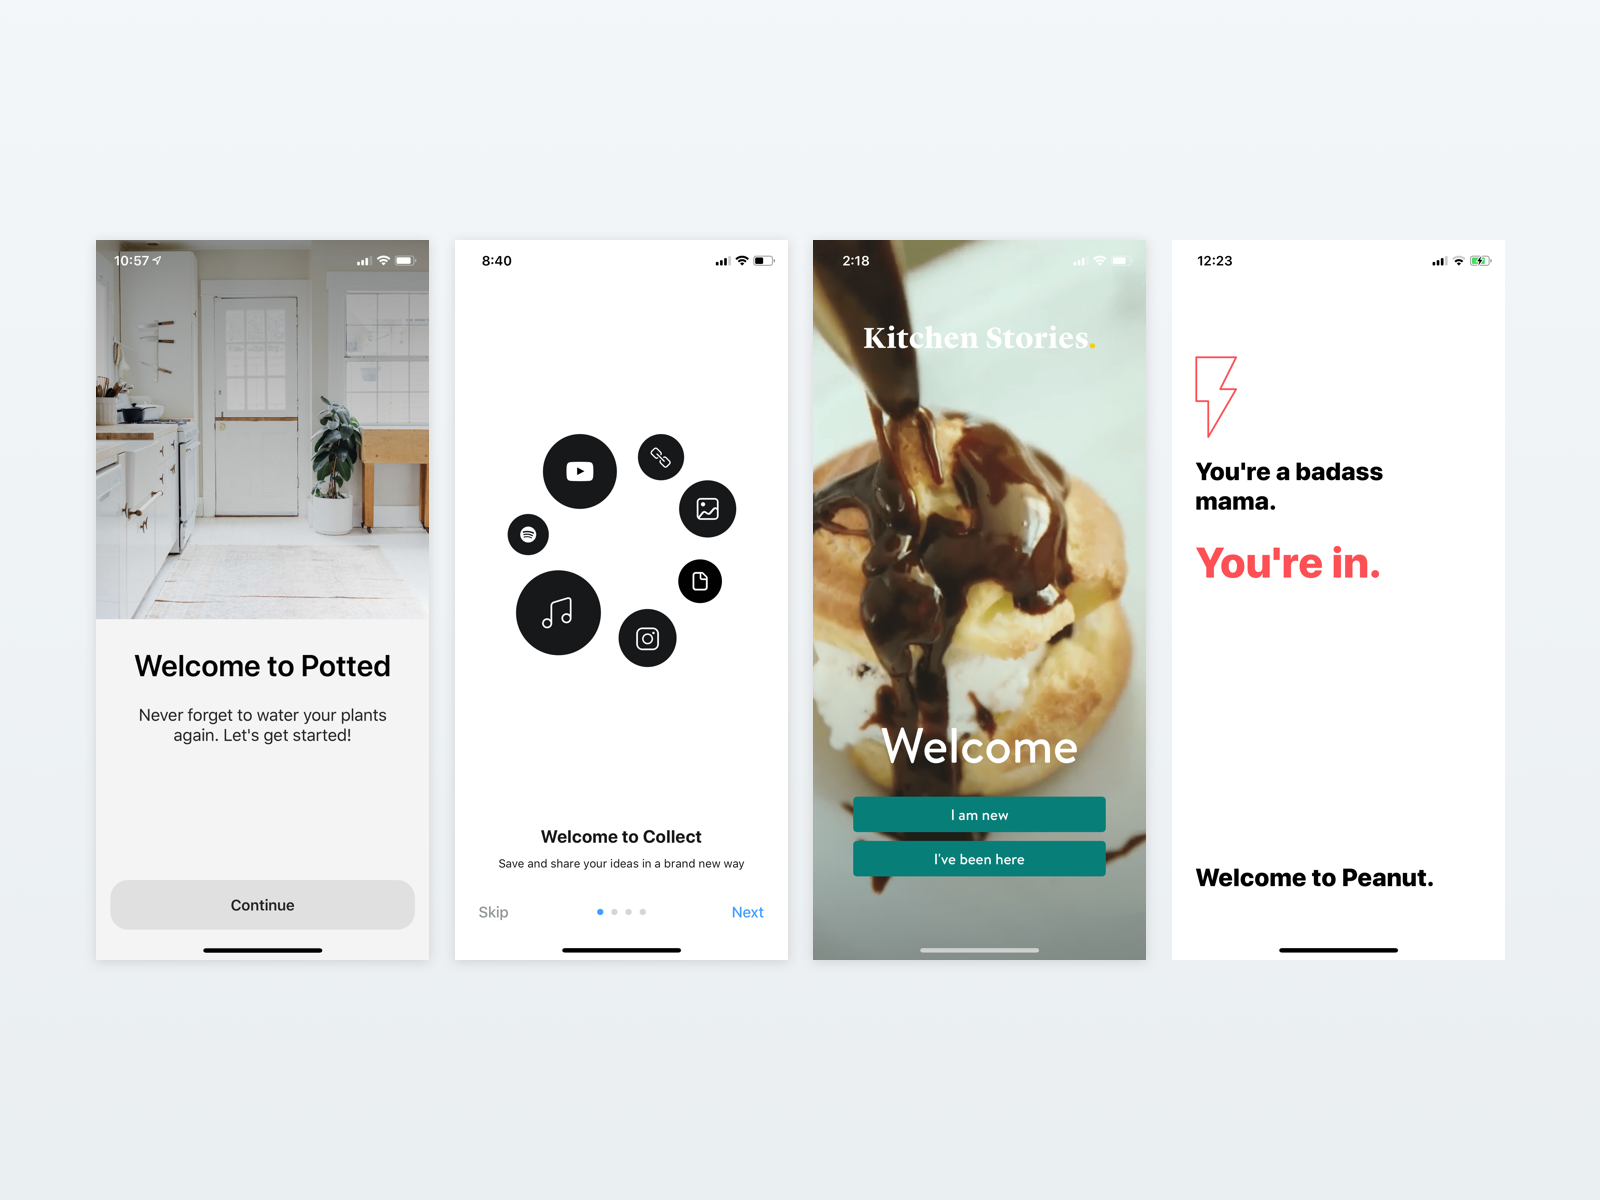 10:57
Welcome to Potted
Never forget to water your plants
again. Let's get started!
Continue
8:40
Welcome to Collect
Save and share your ideas in a brand new way
Skip
Next
2:18
Kitchen Stories.
Welcome
I am new
I've been here
12:23
You're a badass
mama.
You're in.
Welcome to Peanut.